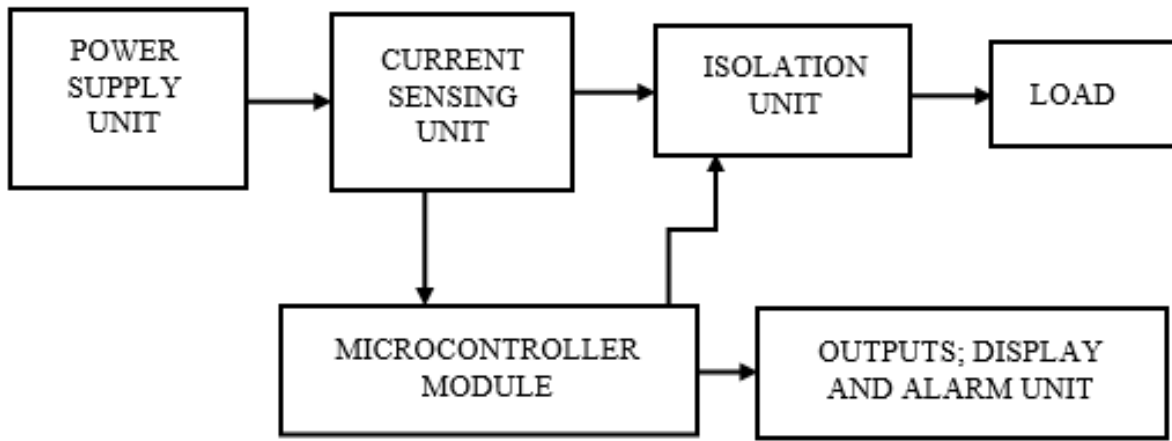 POWER
SUPPLY
UNIT
CURRENT
SENSING
UNIT
ISOLATION
UNIT
LOAD
MICROCONTROLLER
MODULE
OUTPUTS; DISPLAY
AND ALARM UNIT